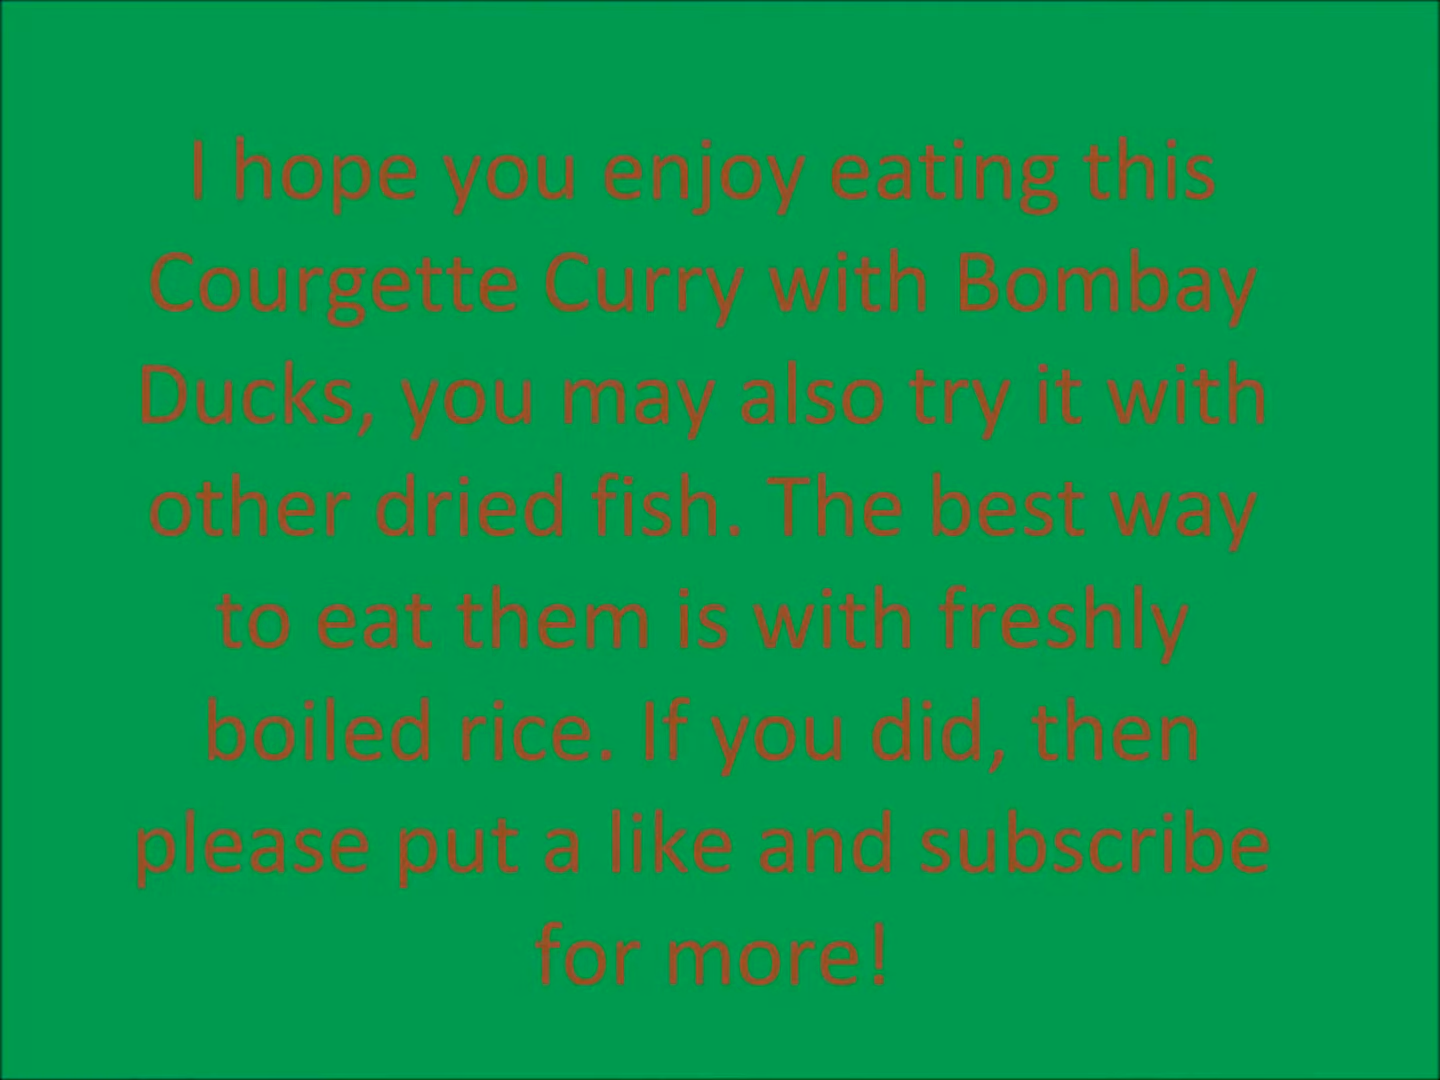 I hope you enjoy eating this
Courgette Curry with Bombay
Ducks, you may also try it with
other dried fish. The best way
to eat them is with freshly
boiled rice. If you did, then
please put a like and subscribe
for more!